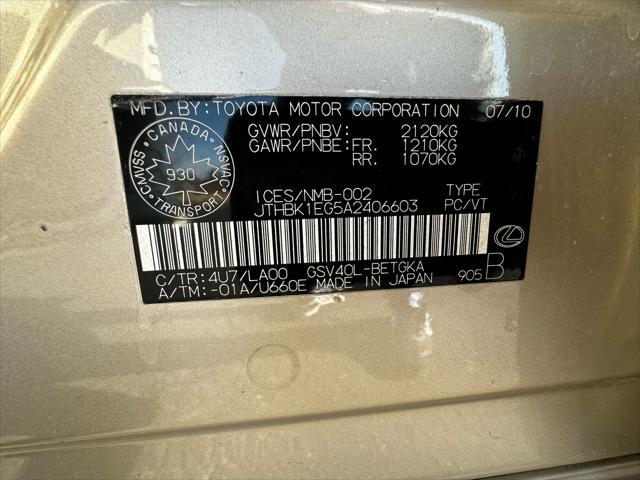 MFD. BY: TOYOTA MOTOR CORPORATION 07/10
GVWR/PNBV: 2120KG
GAWR/PNBE: FR. 1210KG
RR. 1070KG
CANADA
CMVSS NSVAC
930
TRANSPORT
ICES/NMB-002 TYPE
JTHBK1EG5A2406603 PC/VT
C/TR: 4U7/LA00 GSV40L-BETGKA
A/TM: -01A/U660E MADE IN JAPAN 905 B